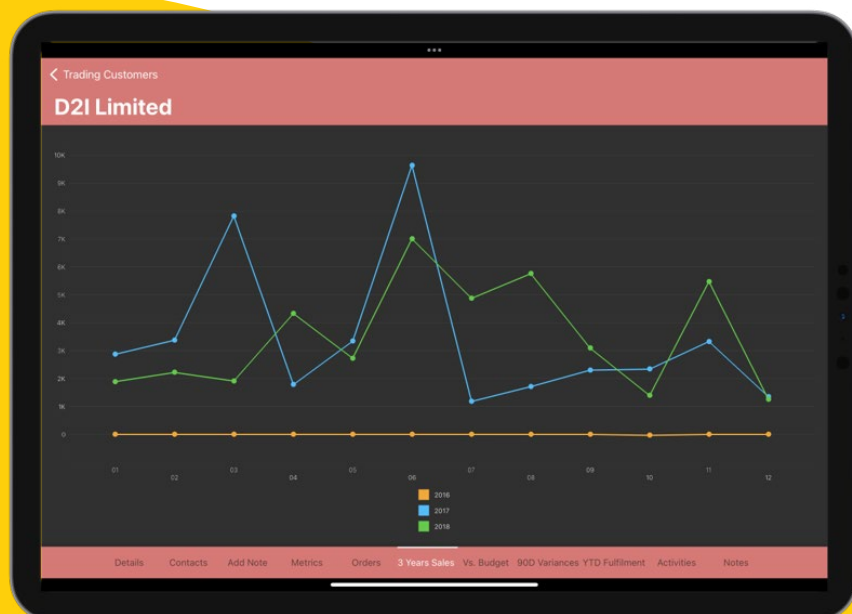 Trading Customers
D2I Limited
10K
9K
8K
7K
6K
5K
4K
3K
2K
1K
0
01 02 03 04 05 06 07 08 09 10 11 12
2016
2017
2018
Details Contacts Add Note Metrics Orders 3 Years Sales Vs. Budget 90D Variances YTD Fulfilment Activities Notes